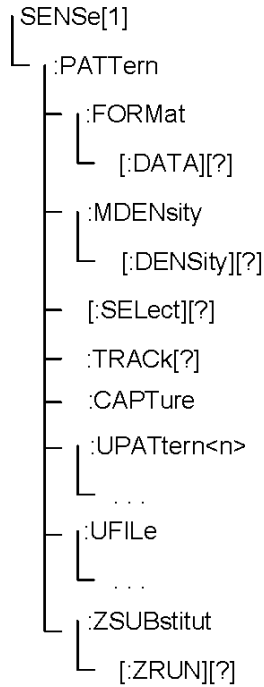 SENSe[1]
:PATTern
:FORMat
[:DATA][?]
:MDENsity
[:DENSity][?]
[:SELect][?]
:TRACk[?]
:CAPTure
:UPATtern<n>
. . .
:UFILe
. . .
:ZSUBstitut
[:ZRUN][?]